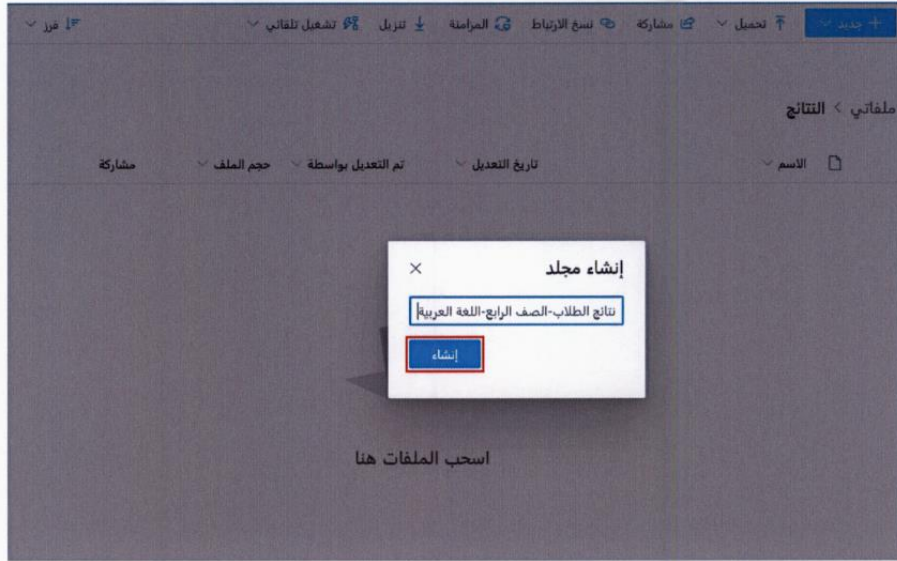 جديد تحميل مشاركة نسخ الارتباط المزامنة تنزيل تشغيل تلقائي فرز
ملفاتي > النتائج
الاسم تاريخ التعديل تم التعديل بواسطة حجم الملف مشاركة
إنشاء مجلد
نتائج الطلاب-الصف الرابع-اللغة العربية
إنشاء
اسحب الملفات هنا